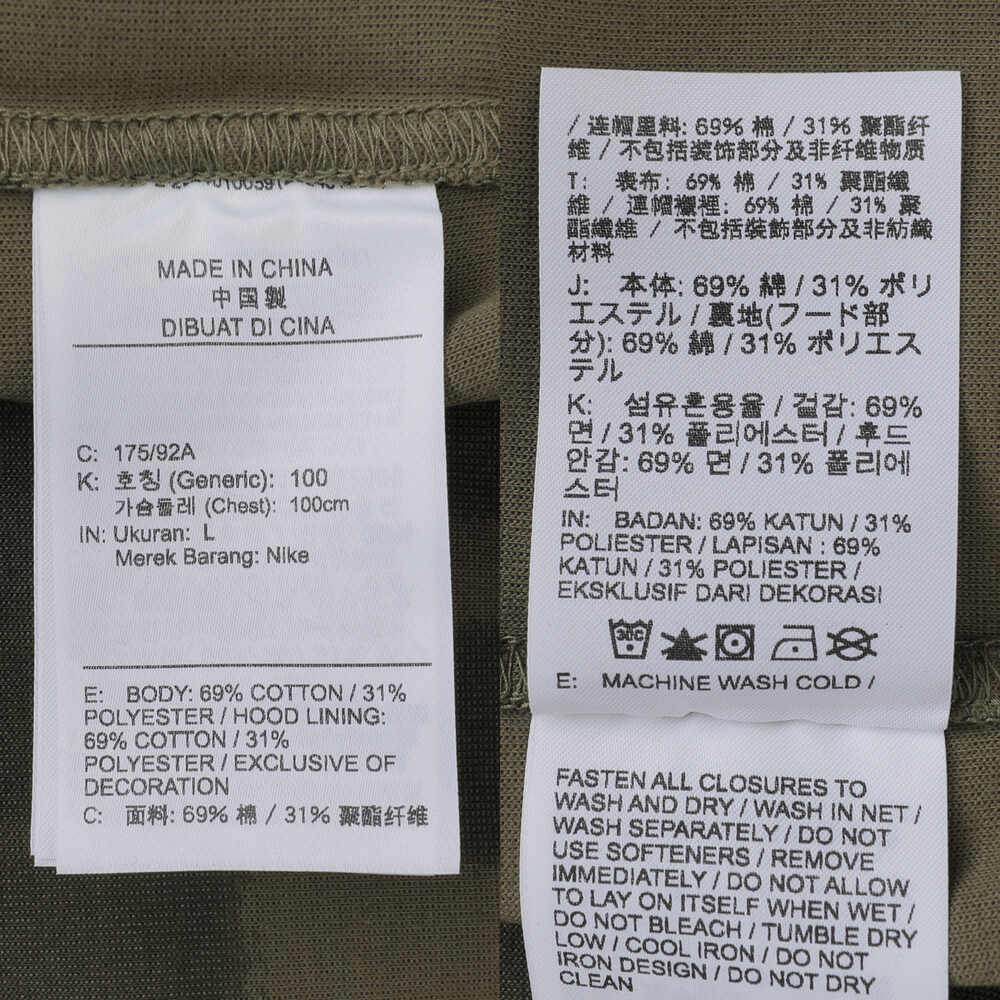 MADE IN CHINA
中国製
DIBUAT DI CINA
C: 175/92A
K: 호칭 (Generic): 100
가슴둘레 (Chest): 100cm
IN: Ukuran: L
Merek Barang: Nike
E: BODY: 69% COTTON / 31%
POLYESTER / HOOD LINING:
69% COTTON / 31%
POLYESTER / EXCLUSIVE OF
DECORATION
C: 面料: 69% 棉 / 31% 聚酯纤维
/ 连帽里料: 69% 棉 / 31% 聚酯纤
维 / 不包括装饰部分及非纤维物质
T: 表布: 69% 棉 / 31% 聚酯纖
維 / 連帽襯裡: 69% 棉 / 31% 聚
酯纖維 / 不包括裝飾部分及非紡織
材料
J: 本体: 69% 綿 / 31% ポリ
エステル / 裏地(フード部
分): 69% 綿 / 31% ポリエス
テル
K: 섬유혼용율 / 겉감: 69%
면 / 31% 폴리에스터 / 후드
안감: 69% 면 / 31% 폴리에
스터
IN: BADAN: 69% KATUN / 31%
POLIESTER / LAPISAN : 69%
KATUN / 31% POLIESTER /
EKSKLUSIF DARI DEKORASI
30C
E: MACHINE WASH COLD /
FASTEN ALL CLOSURES TO
WASH AND DRY / WASH IN NET /
WASH SEPARATELY / DO NOT
USE SOFTENERS / REMOVE
IMMEDIATELY / DO NOT ALLOW
TO LAY ON ITSELF WHEN WET /
DO NOT BLEACH / TUMBLE DRY
LOW / COOL IRON / DO NOT
IRON DESIGN / DO NOT DRY
CLEAN